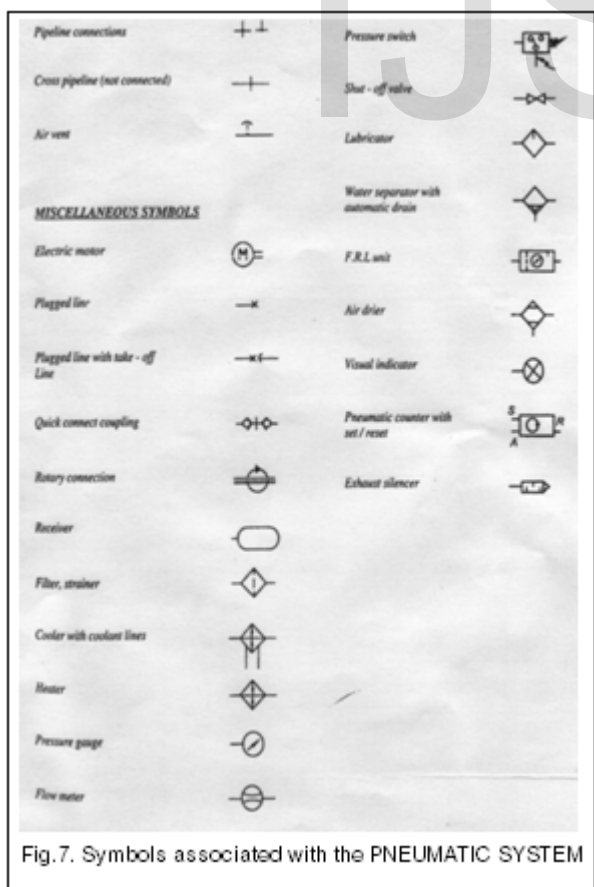 IJS
Pipeline connections
Cross pipeline (not connected)
Air vent
MISCELLANEOUS SYMBOLS
Electric motor
M
Plugged linr
Plugged line with take - off
Line
Quick connect coupling
Rotary connection
Receiver
Filter, strainer
Cooler with coolant lines
Heater
Pressure gauge
Flow meter
Pressure switch
Shut - off valve
Lubricator
Water separator with
automatic drain
F.R.L unit
Air drier
Visual indicator
Pneumatic counter with
set / reset
S
R
A
Exhaust silencer
Fig.7. Symbols associated with the PNEUMATIC SYSTEM